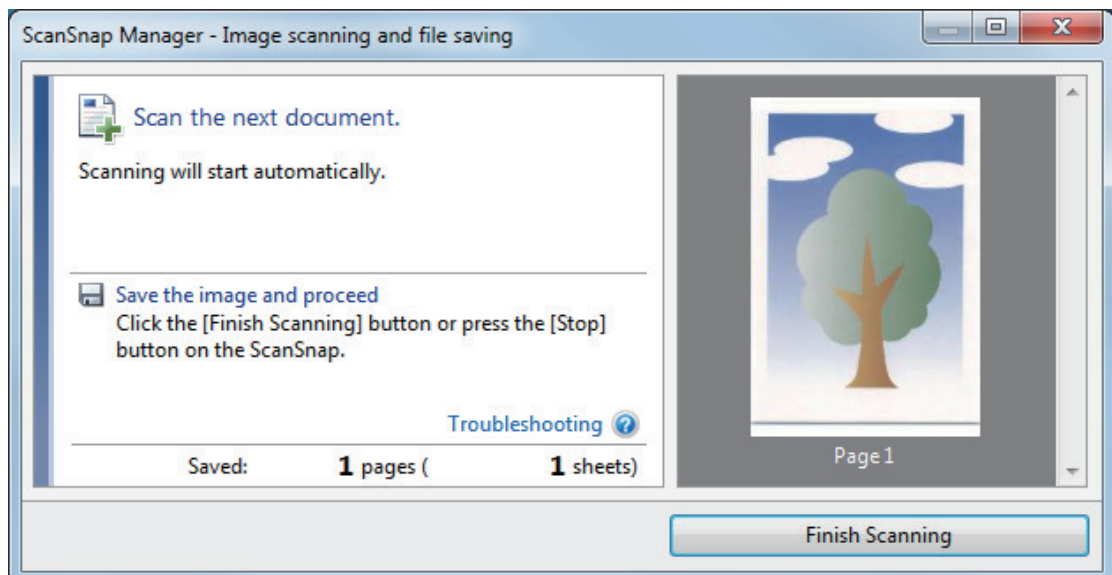 ScanSnap Manager - Image scanning and file saving
Scan the next document.
Scanning will start automatically.
Save the image and proceed
Click the [Finish Scanning] button or press the [Stop]
button on the ScanSnap.
Troubleshooting
Saved: 1 pages ( 1 sheets)
Page 1
Finish Scanning